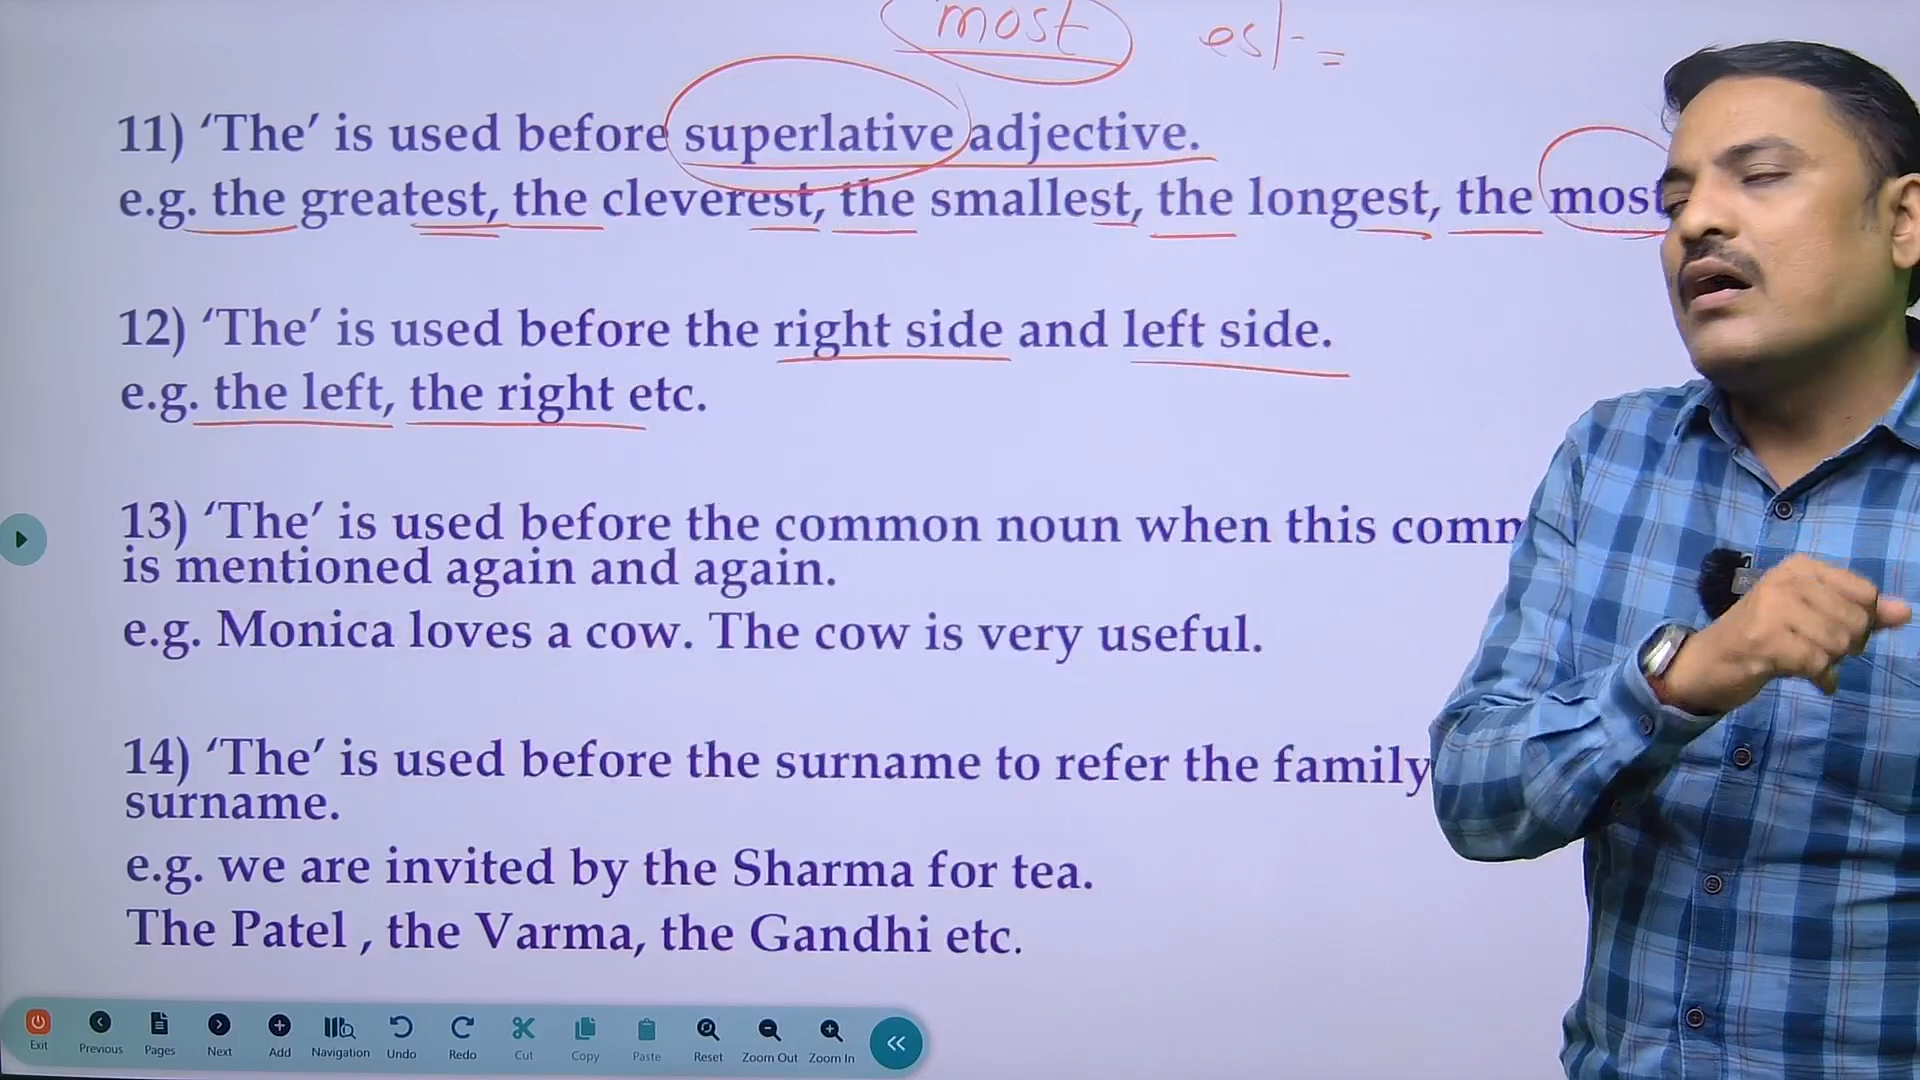 most est =
11) ‘The’ is used before superlative adjective.
e.g. the greatest, the cleverest, the smallest, the longest, the most
12) ‘The’ is used before the right side and left side.
e.g. the left, the right etc.
13) ‘The’ is used before the common noun when this comm
is mentioned again and again.
e.g. Monica loves a cow. The cow is very useful.
14) ‘The’ is used before the surname to refer the family
surname.
e.g. we are invited by the Sharma for tea.
The Patel , the Varma, the Gandhi etc.
Exit Previous Pages Next Add Navigation Undo Redo Cut Copy Paste Reset Zoom Out Zoom In